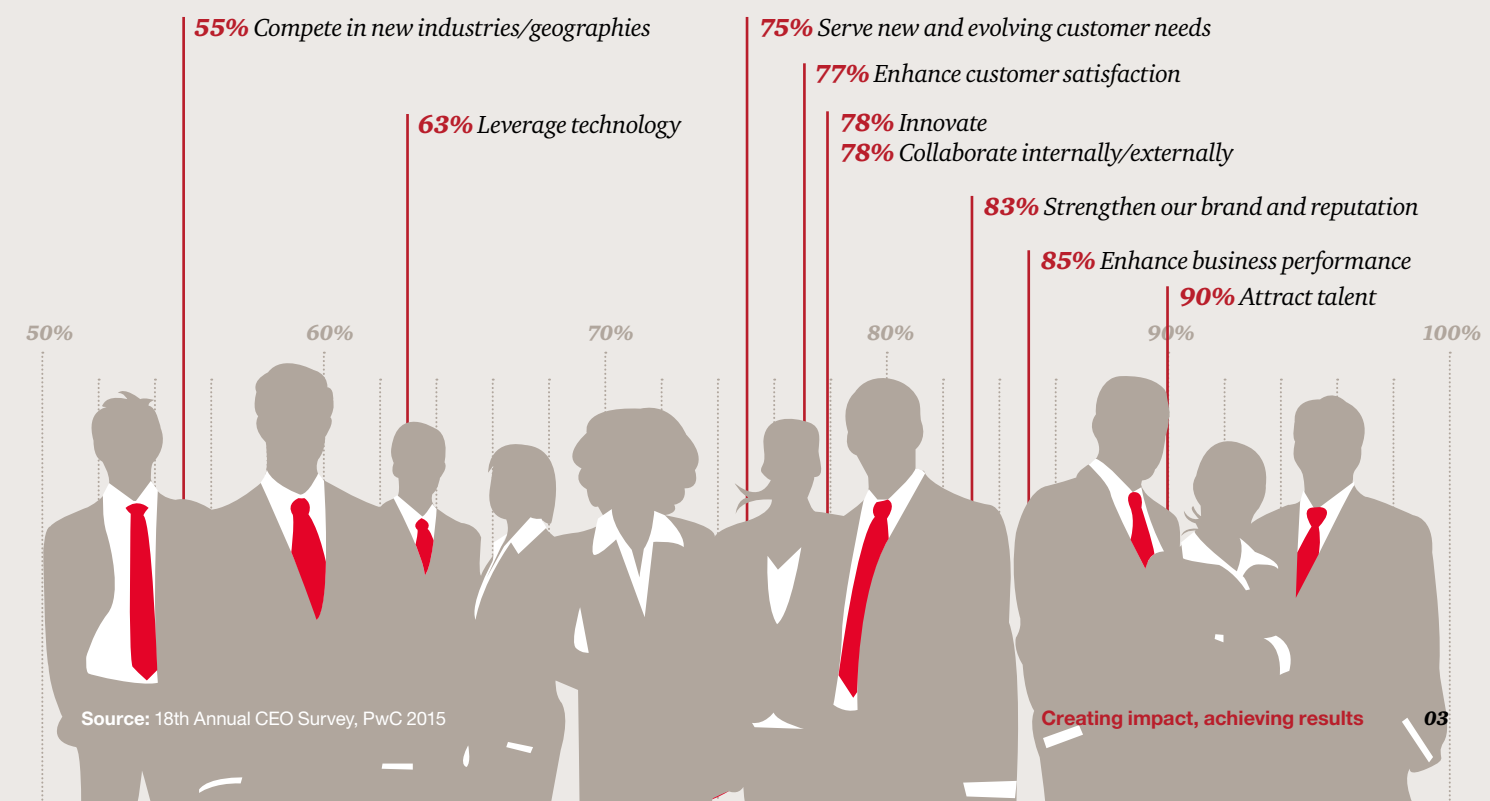 55% Compete in new industries/geographies
75% Serve new and evolving customer needs
77% Enhance customer satisfaction
63% Leverage technology
78% Innovate
78% Collaborate internally/externally
83% Strengthen our brand and reputation
85% Enhance business performance
90% Attract talent
50% 60% 70% 80% 90% 100%
Source: 18th Annual CEO Survey, PwC 2015
Creating impact, achieving results 03